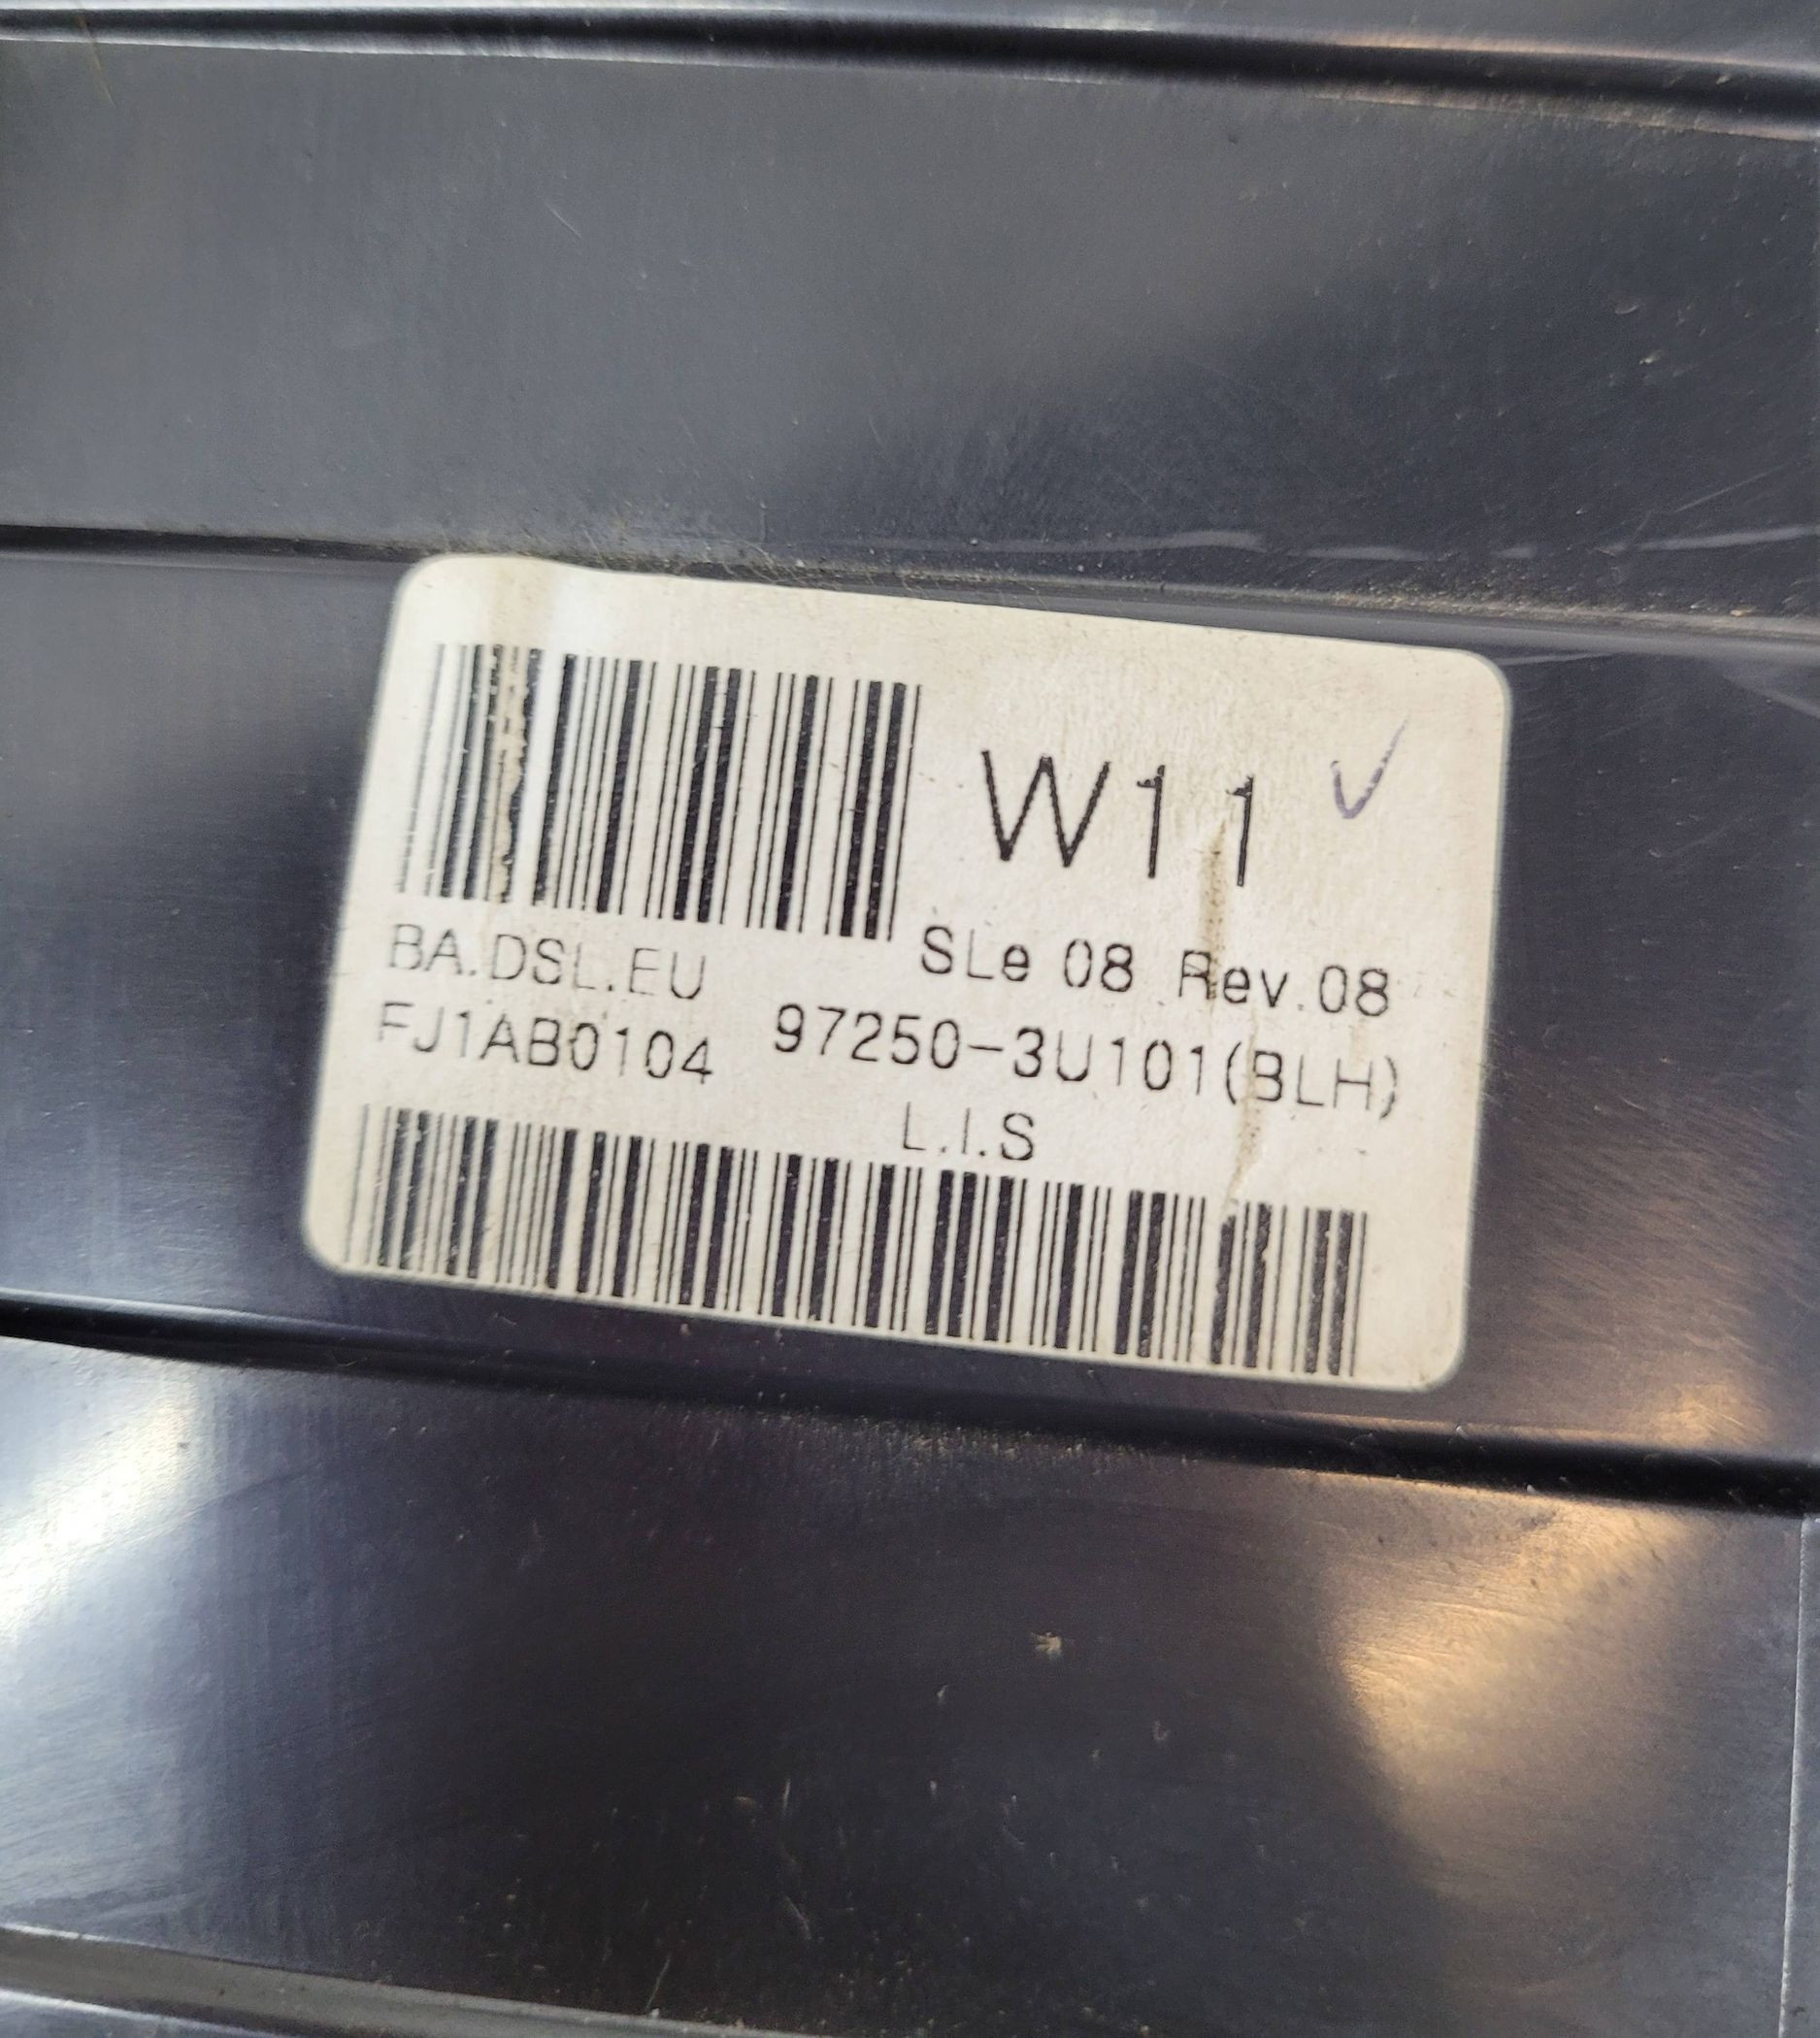 W11
BA.DSL.EU SLe 08 Rev.08
FJ1AB0104 97250-3U101(BLH)
L.I.S